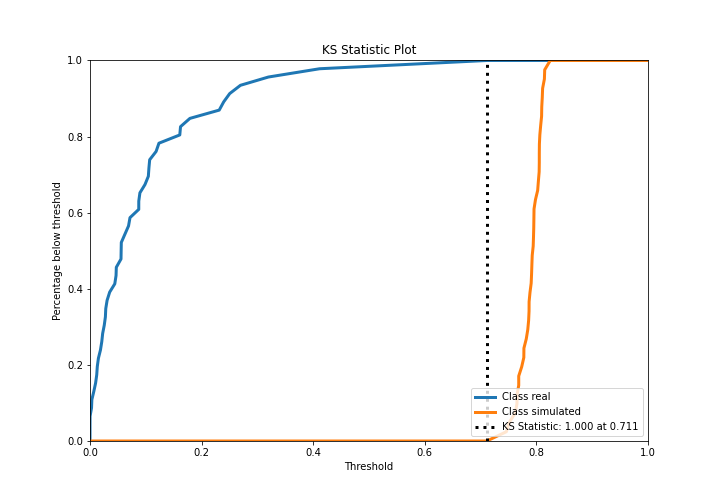 KS Statistic Plot
1.0
0.8
0.6
0.4
0.2
0.0
Percentage below threshold
Class real
Class simulated
KS Statistic: 1.000 at 0.711
0.0 0.2 0.4 0.6 0.8 1.0
Threshold